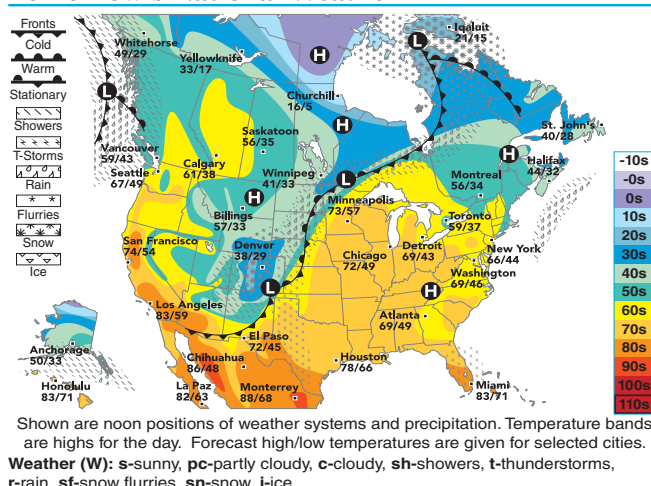 Fronts
Cold
Warm
Stationary
Showers
T-Storms
Rain
Flurries
Snow
Ice
Whitehorse
49/29
Yellowknife
33/17
Iqaluit
21/15
Churchill
16/5
Saskatoon
56/35
Vancouver
59/43
Seattle
67/49
Calgary
61/38
Winnipeg
41/33
St. John's
40/28
Halifax
44/32
Montreal
56/34
Billings
57/33
Minneapolis
73/57
Toronto
59/37
San Francisco
74/54
Denver
38/29
Chicago
72/49
Detroit
69/43
New York
66/44
Washington
69/46
Los Angeles
83/59
Atlanta
69/49
El Paso
72/45
Anchorage
50/33
Chihuahua
86/48
Houston
78/66
Honolulu
83/71
La Paz
82/63
Monterrey
88/68
Miami
83/71
L
H
L
H
H
H
L
L
H
-10s
-0s
0s
10s
20s
30s
40s
50s
60s
70s
80s
90s
100s
110s
Shown are noon positions of weather systems and precipitation. Temperature bands
are highs for the day. Forecast high/low temperatures are given for selected cities.
Weather (W): s-sunny, pc-partly cloudy, c-cloudy, sh-showers, t-thunderstorms,
r-rain, sf-snow flurries, sn-snow, i-ice